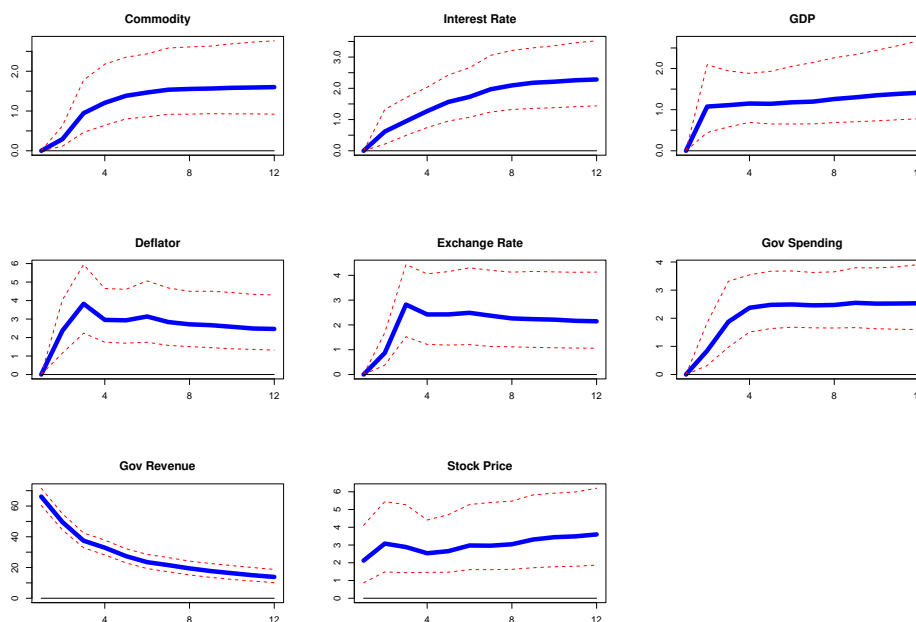 Commodity
0.0 1.0 2.0
4 8 12
Interest Rate
0.0 1.0 2.0 3.0
4 8 12
GDP
0.0 1.0 2.0
4 8 12
Deflator
0 1 2 3 4 5 6
4 8 12
Exchange Rate
0 1 2 3 4
4 8 12
Gov Spending
0 1 2 3 4
4 8 12
Gov Revenue
0 20 40 60
4 8 12
Stock Price
0 1 2 3 4 5 6
4 8 12